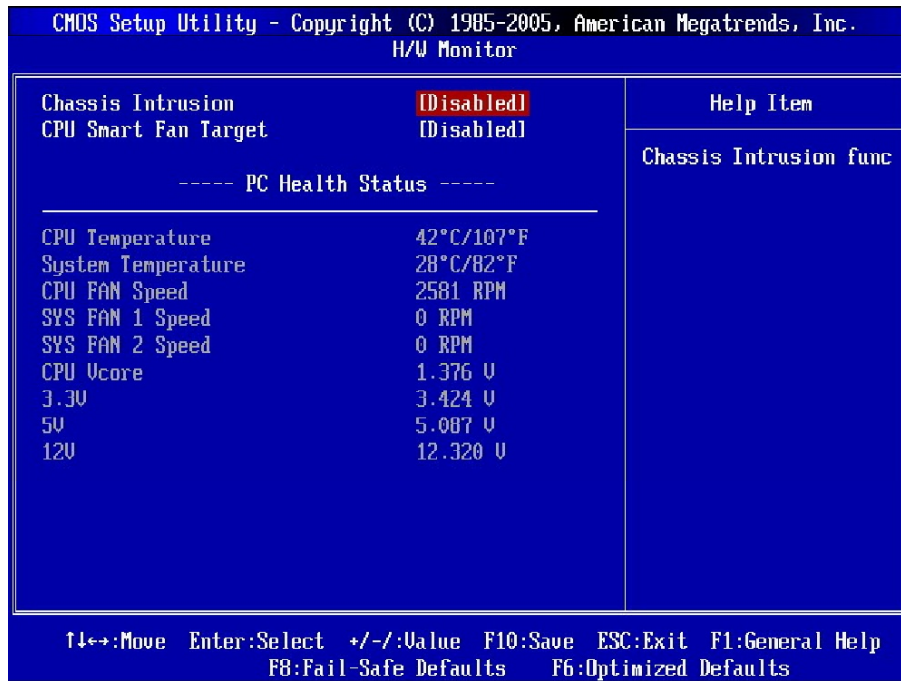 CMOS Setup Utility - Copyright (C) 1985-2005, American Megatrends, Inc.
H/W Monitor
Chassis Intrusion [Disabled]
CPU Smart Fan Target [Disabled]
----- PC Health Status -----
CPU Temperature 42°C/107°F
System Temperature 28°C/82°F
CPU FAN Speed 2581 RPM
SYS FAN 1 Speed 0 RPM
SYS FAN 2 Speed 0 RPM
CPU Vcore 1.376 V
3.3V 3.424 V
5V 5.087 V
12V 12.320 V
Help Item
Chassis Intrusion func
↑↓←→:Move Enter:Select +/-/:Value F10:Save ESC:Exit F1:General Help
F8:Fail-Safe Defaults F6:Optimized Defaults